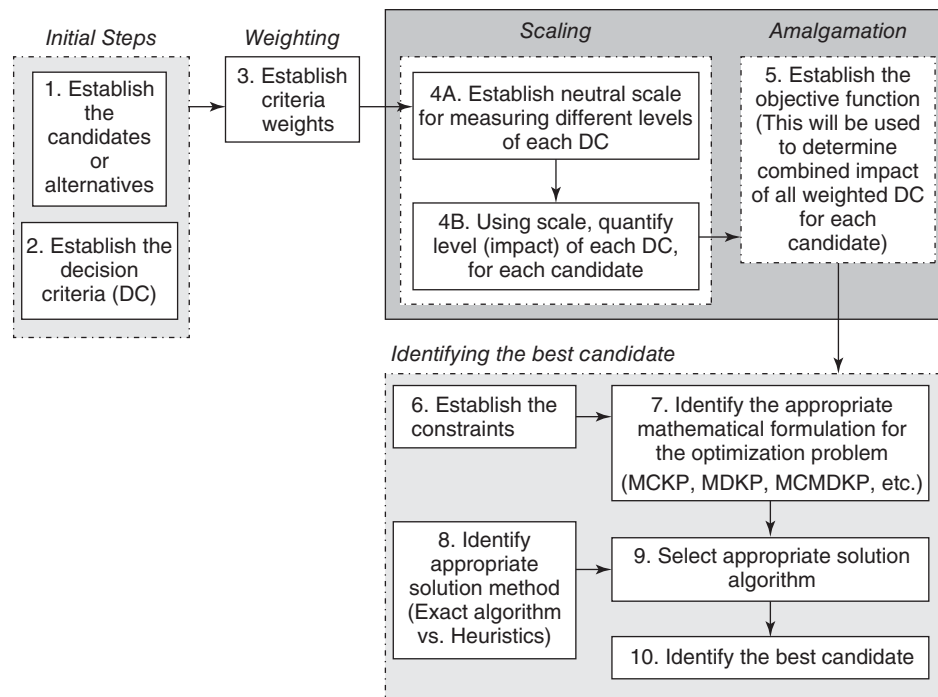 Initial Steps
1. Establish
the
candidates
or
alternatives
2. Establish the
decision
criteria (DC)
Weighting
3. Establish
criteria
weights
Scaling
4A. Establish neutral scale
for measuring different levels
of each DC
4B. Using scale, quantify
level (impact) of each DC,
for each candidate
Amalgamation
5. Establish the
objective function
(This will be used
to determine
combined impact
of all weighted DC
for each
candidate)
Identifying the best candidate
6. Establish the
constraints
7. Identify the appropriate
mathematical formulation for
the optimization problem
(MCKP, MDKP, MCMDKP, etc.)
8. Identify
appropriate
solution method
(Exact algorithm
vs. Heuristics)
9. Select appropriate solution
algorithm
10. Identify the best candidate